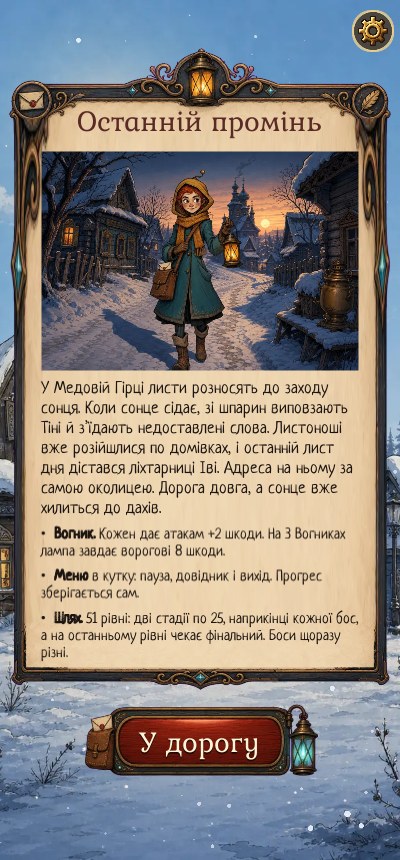 Останній промінь
У Медовій Гірці листи розносять до заходу
сонця. Коли сонце сідає, зі шпарин виповзають
Тіні й з'їдають недоставлені слова. Листоноші
вже розійшлися по домівках, і останній лист
дня дістався ліхтарниці Іві. Адреса на ньому за
самою околицею. Дорога довга, а сонце вже
хилиться до дахів.
• Вогник. Кожен дає атакам +2 шкоди. На 3 Вогниках
лампа завдає ворогові 8 шкоди.
• Меню в кутку: пауза, довідник і вихід. Прогрес
зберігається сам.
• Шлях. 51 рівні: дві стадії по 25, наприкінці кожної бос,
а на останньому рівні чекає фінальний. Боси щоразу
різні.
У дорогу